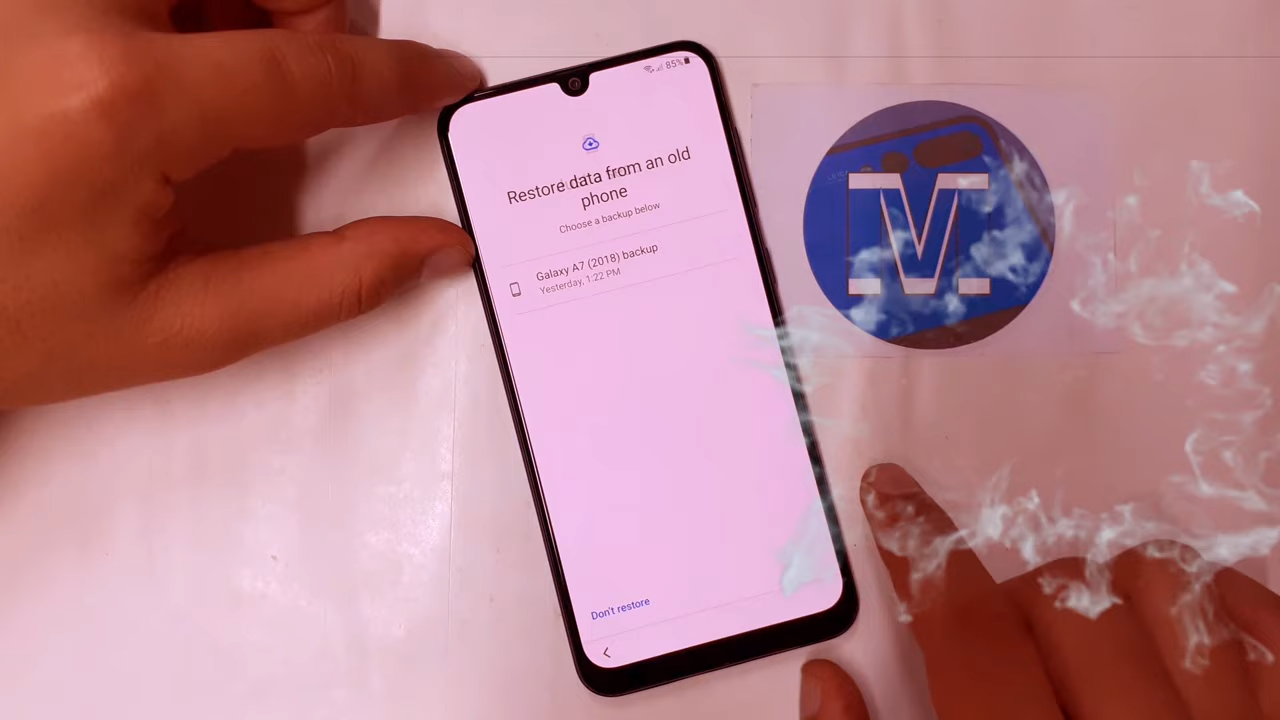 85%
Restore data from an old
phone
Choose a backup below
Galaxy A7 (2018) backup
Yesterday, 1:22 PM
Don't restore
M